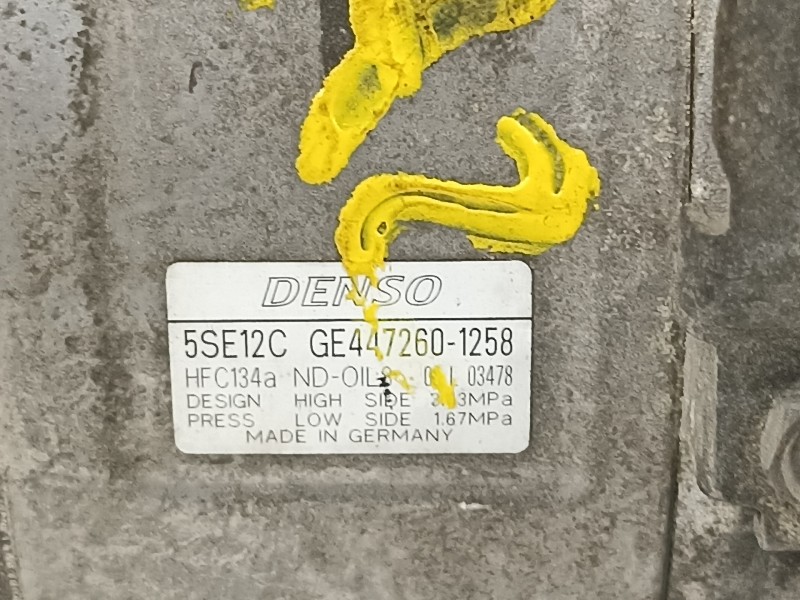 DENSO
5SE12C GE447260-1258
HFC134a ND-OIL 03478
DESIGN HIGH SIDE
PRESS LOW SIDE 1.67MPa
MADE IN GERMANY